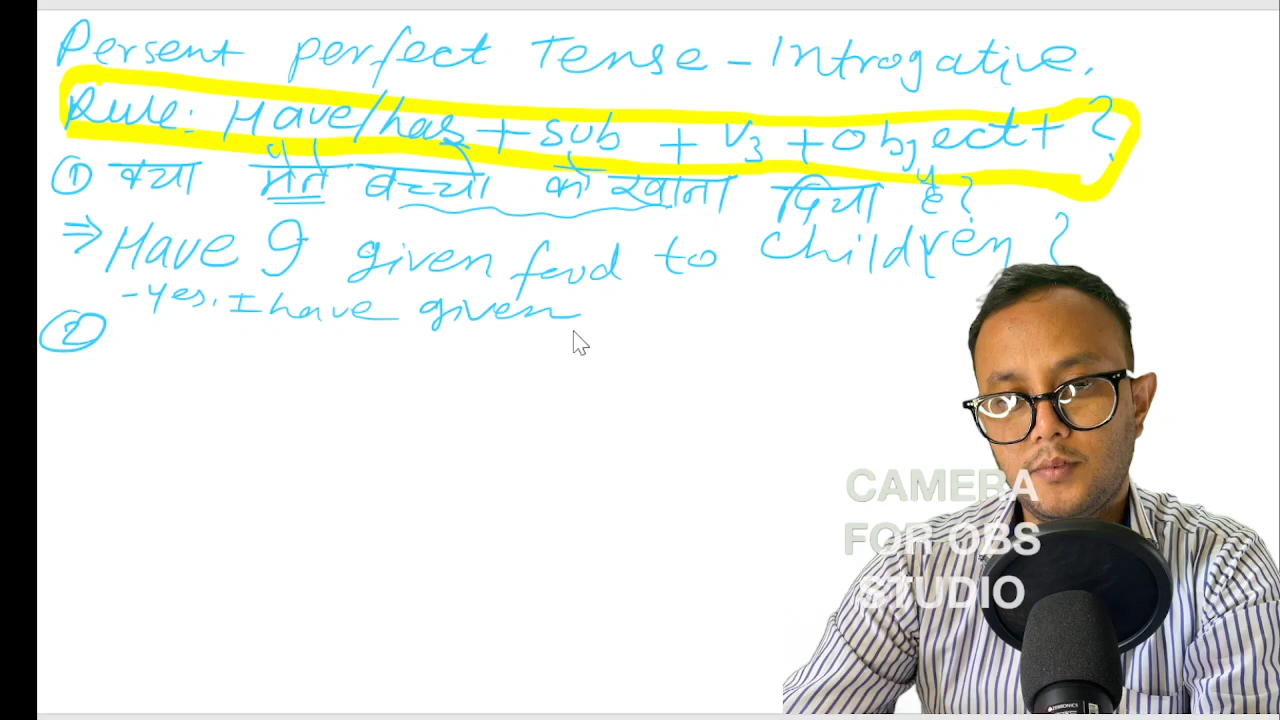 Persent perfect Tense - Introgative.
Rule: Have/has + sub + V3 + object + ?
① क्या मैंने बच्चों को खाना दिया है?
⇒ Have I given food to children ?
- Yes, I have given
②
CAMERA
FOR OBS
STUDIO
ZEBRONICS